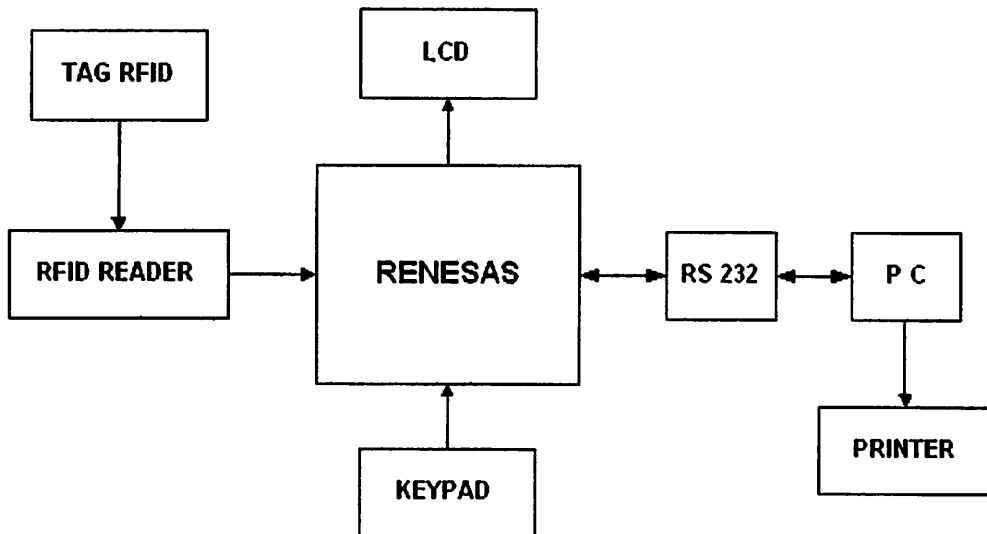 TAG RFID
LCD
RFID READER
RENESAS
RS 232
P C
KEYPAD
PRINTER